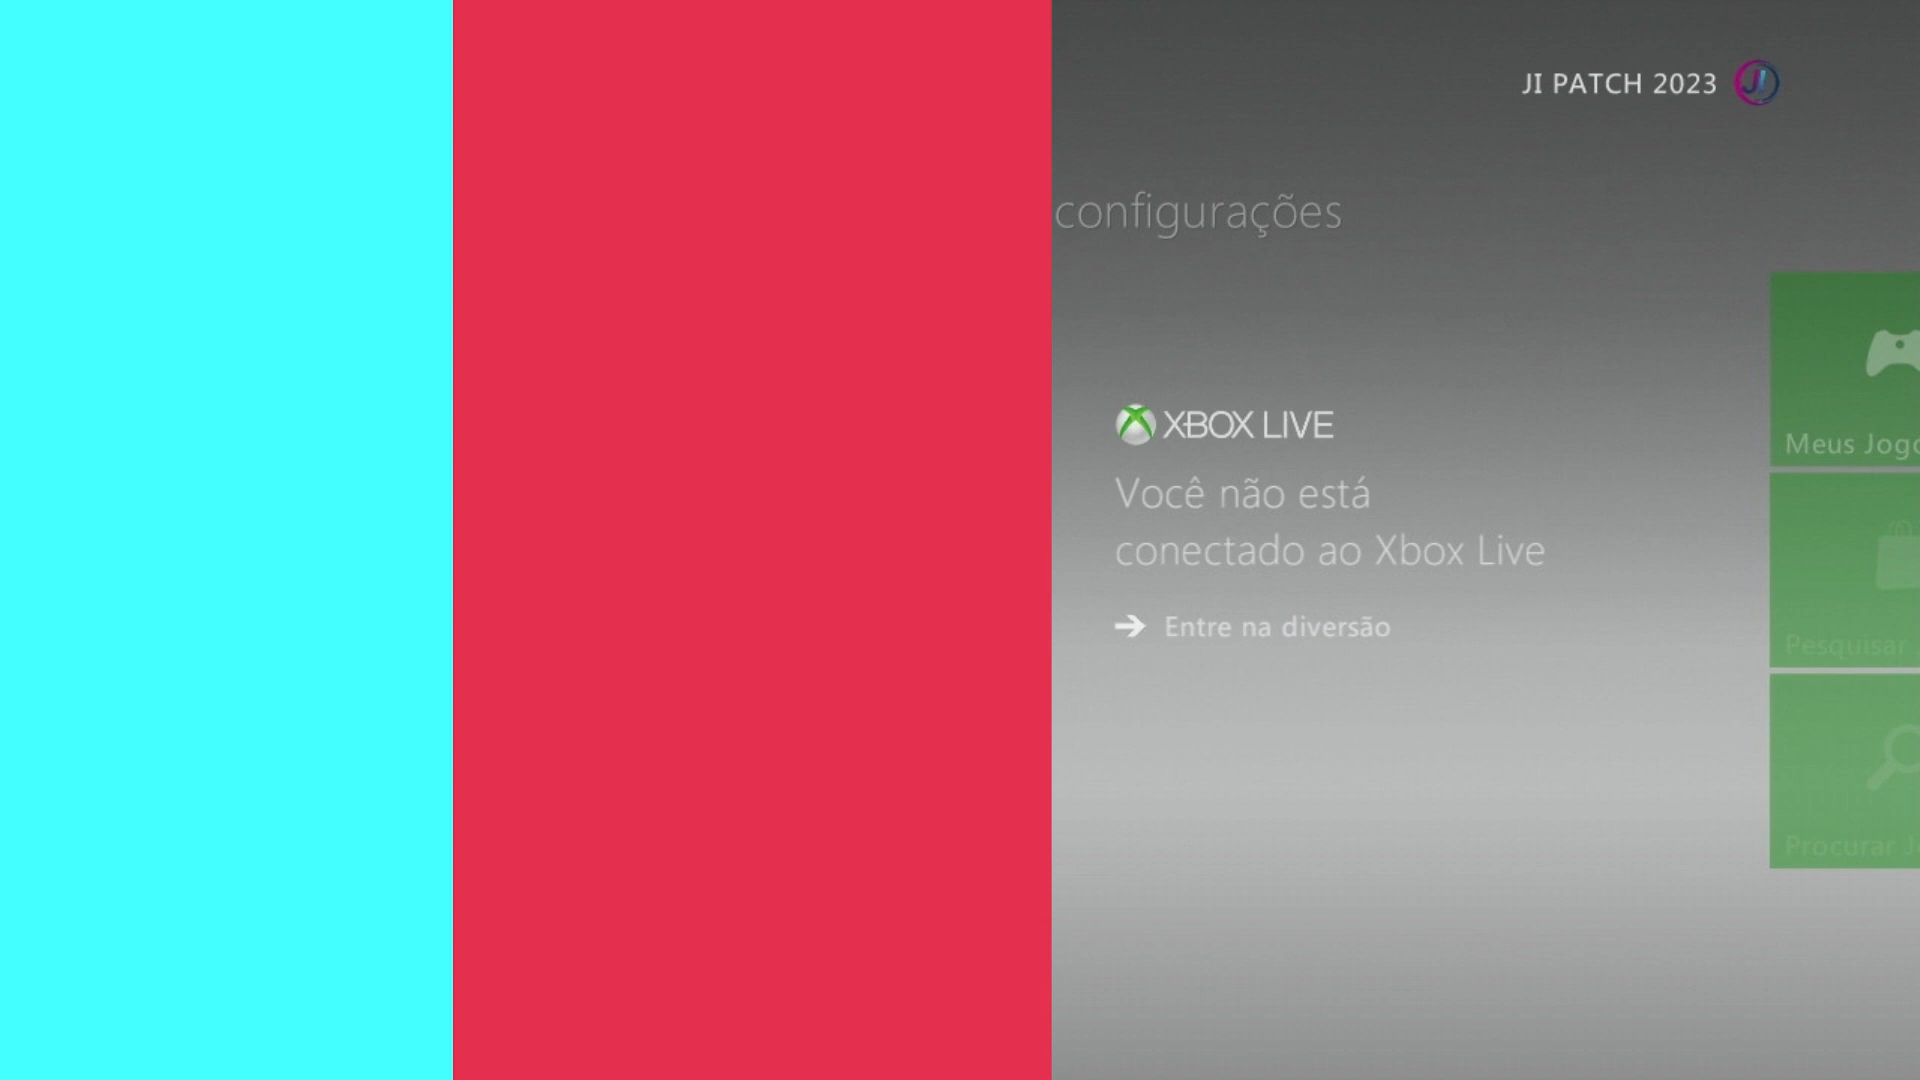 JI PATCH 2023
configurações
XBOX LIVE
Você não está
conectado ao Xbox Live
Entre na diversão
Meus Jogo
Pesquisar
Procurar